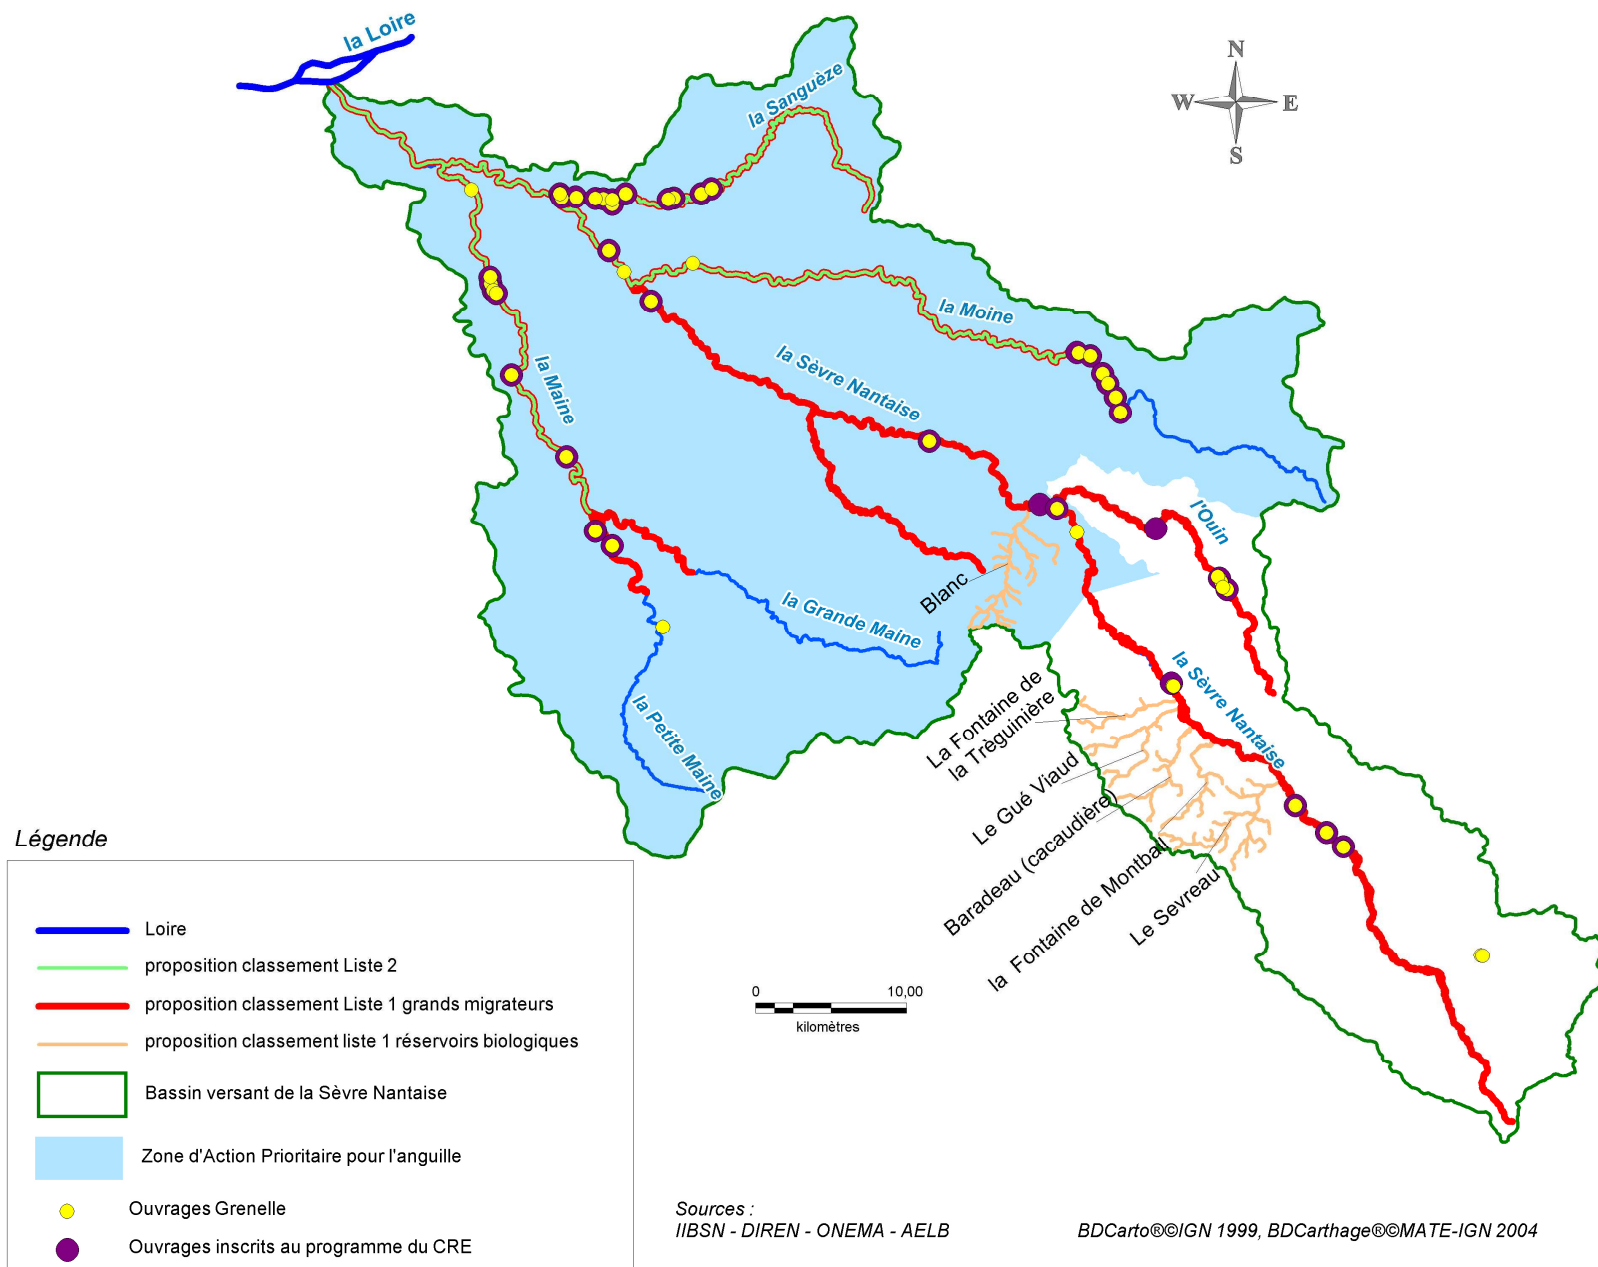 la Loire
N
W
E
S
la Sanguèze
la Moine
la Sèvre Nantaise
la Maine
l'Ouin
Blanc
la Grande Maine
la Petite Maine
la Sèvre Nantaise
La Fontaine de
la Trèguinière
Le Gué Viaud
Baradeau (cacaudière)
la Fontaine de Montbail
Le Sevreau
Légende
Loire
proposition classement Liste 2
proposition classement Liste 1 grands migrateurs
proposition classement liste 1 réservoirs biologiques
Bassin versant de la Sèvre Nantaise
Zone d'Action Prioritaire pour l'anguille
Ouvrages Grenelle
Ouvrages inscrits au programme du CRE
0 10,00
kilomètres
Sources :
IIBSN - DIREN - ONEMA - AELB
BDCarto®©IGN 1999, BDCarthage®©MATE-IGN 2004